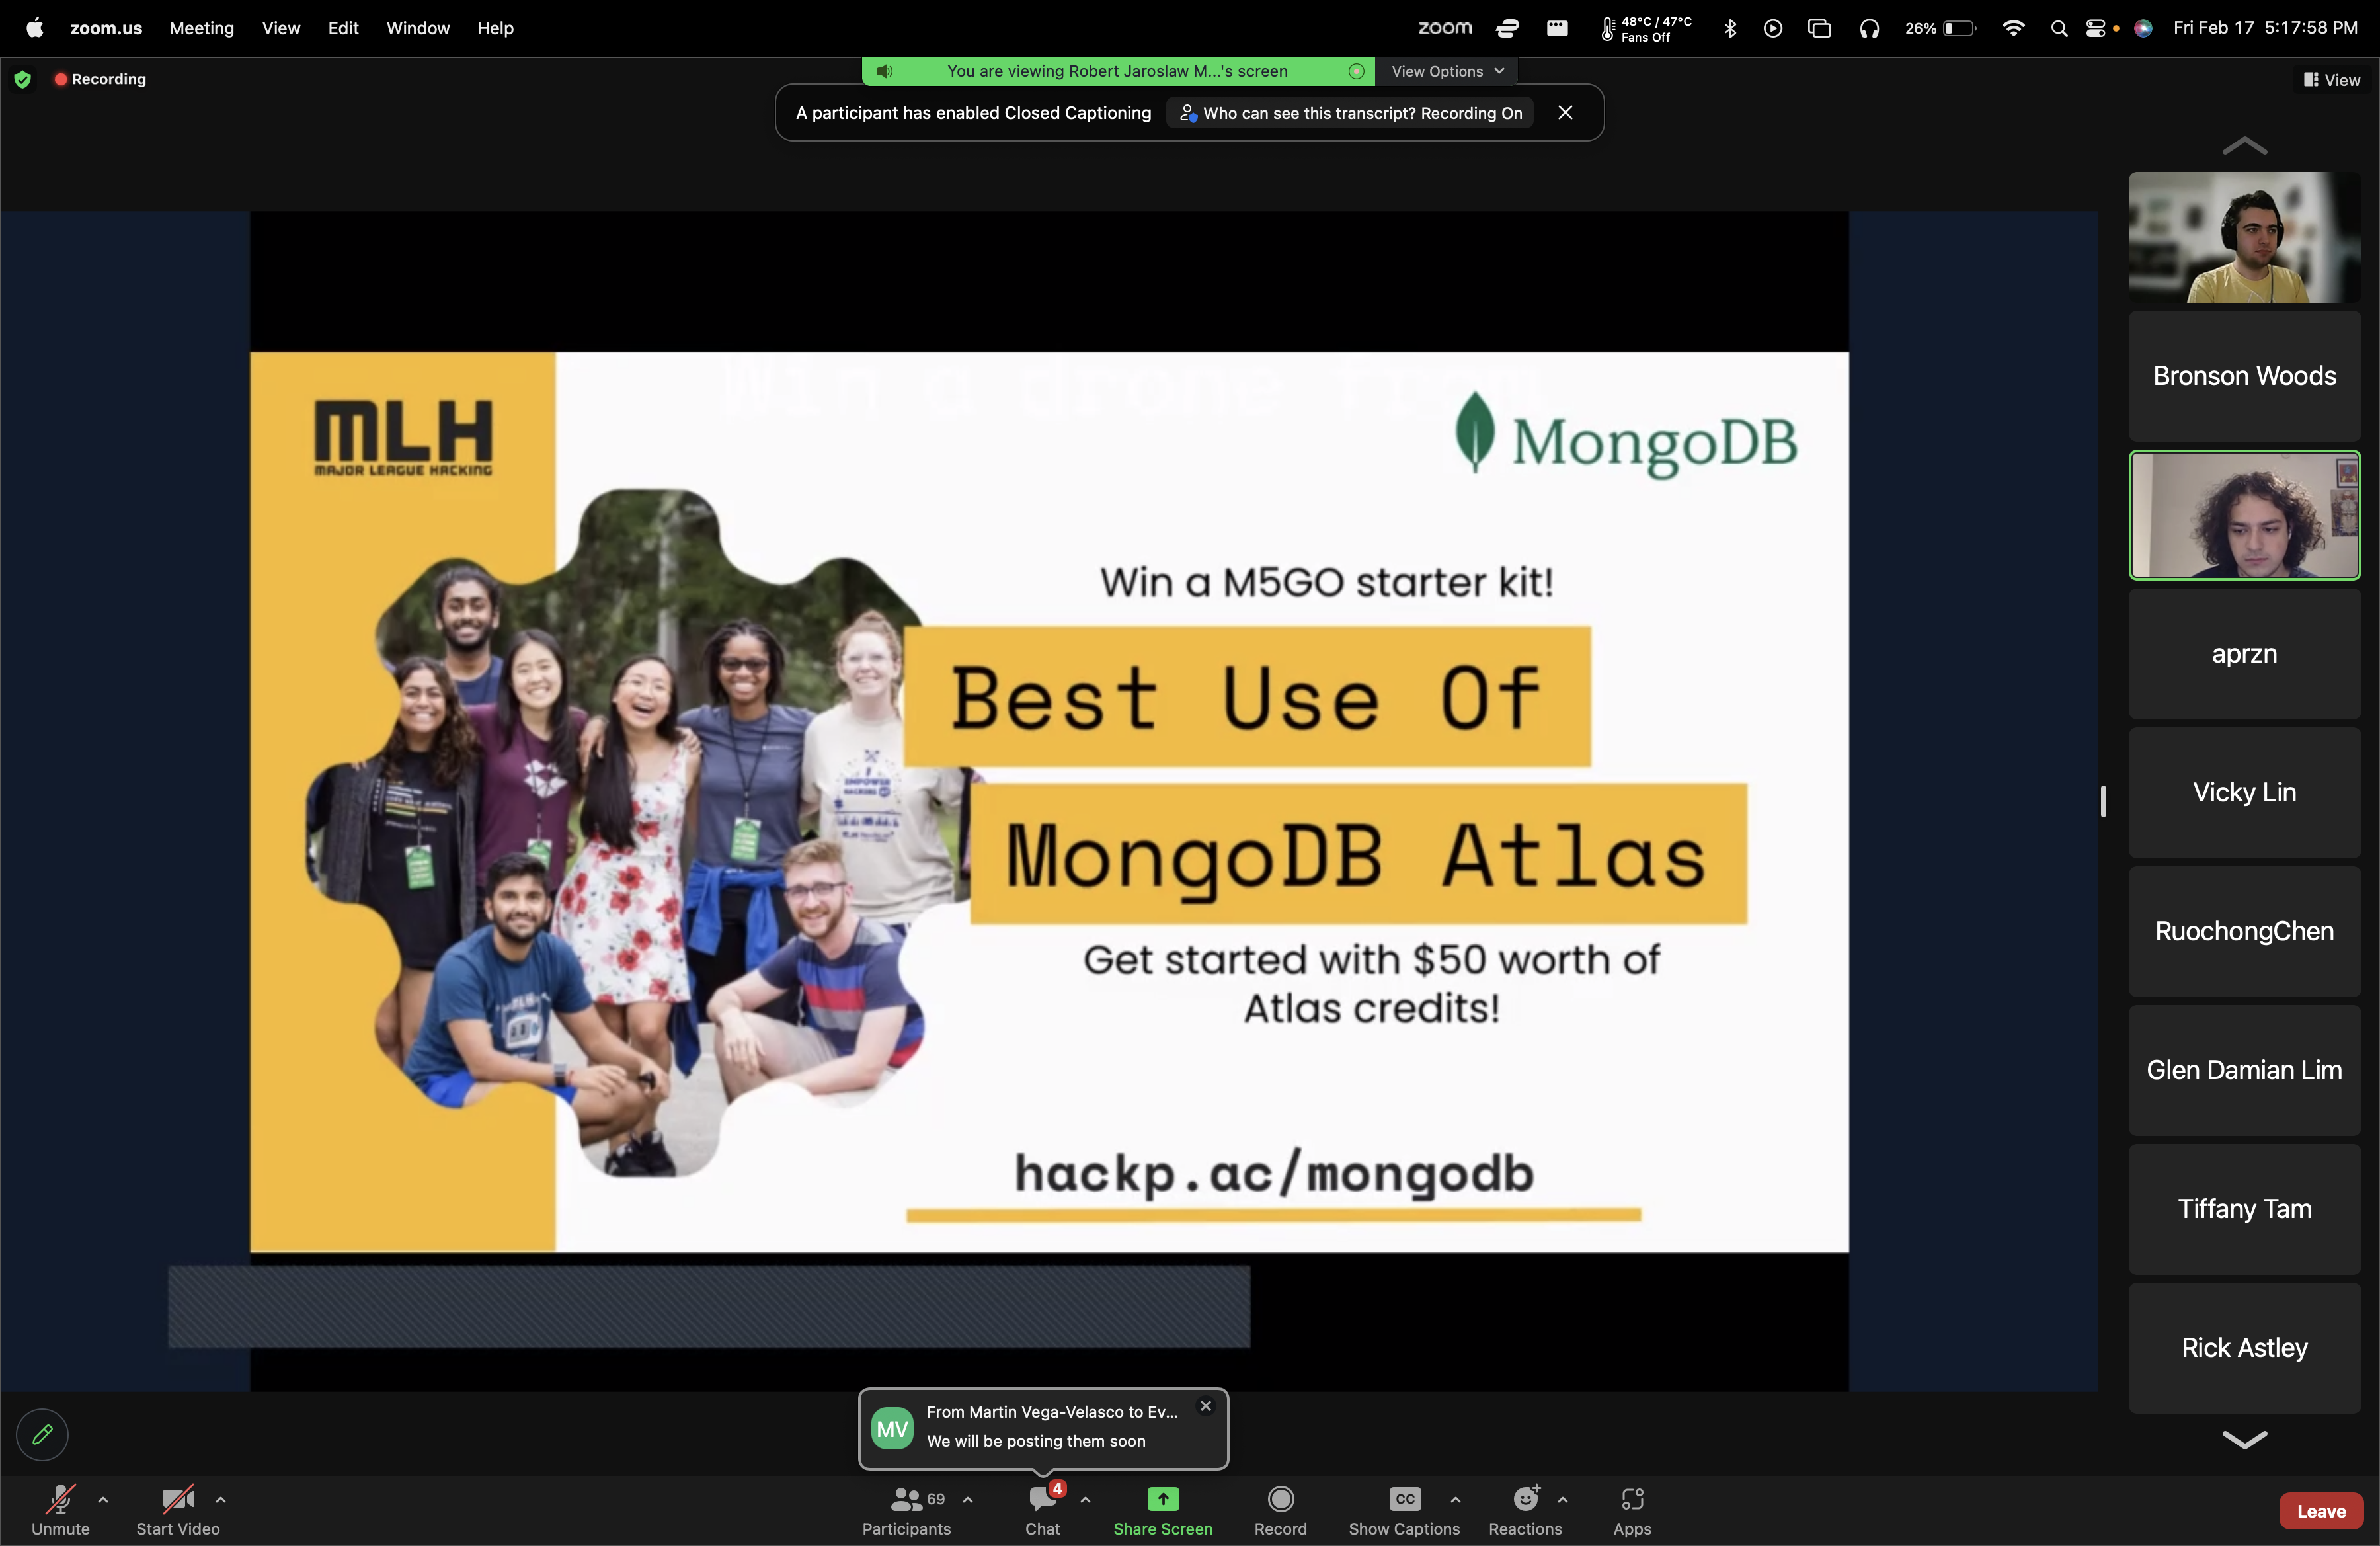 zoom.us Meeting View Edit Window Help
zoom
48°C / 47°C
Fans Off
26%
Fri Feb 17 5:17:58 PM
Recording
You are viewing Robert Jaroslaw M...'s screen
View Options
View
A participant has enabled Closed Captioning
Who can see this transcript? Recording On
Win a drone from
MLH
MAJOR LEAGUE HACKING
MongoDB
Win a M5GO starter kit!
Best Use Of
MongoDB Atlas
Get started with $50 worth of
Atlas credits!
hackp.ac/mongodb
Bronson Woods
aprzn
Vicky Lin
RuochongChen
Glen Damian Lim
Tiffany Tam
Rick Astley
MV
From Martin Vega-Velasco to Ev...
We will be posting them soon
Unmute
Start Video
69
Participants
4
Chat
Share Screen
Record
CC
Show Captions
Reactions
Apps
Leave